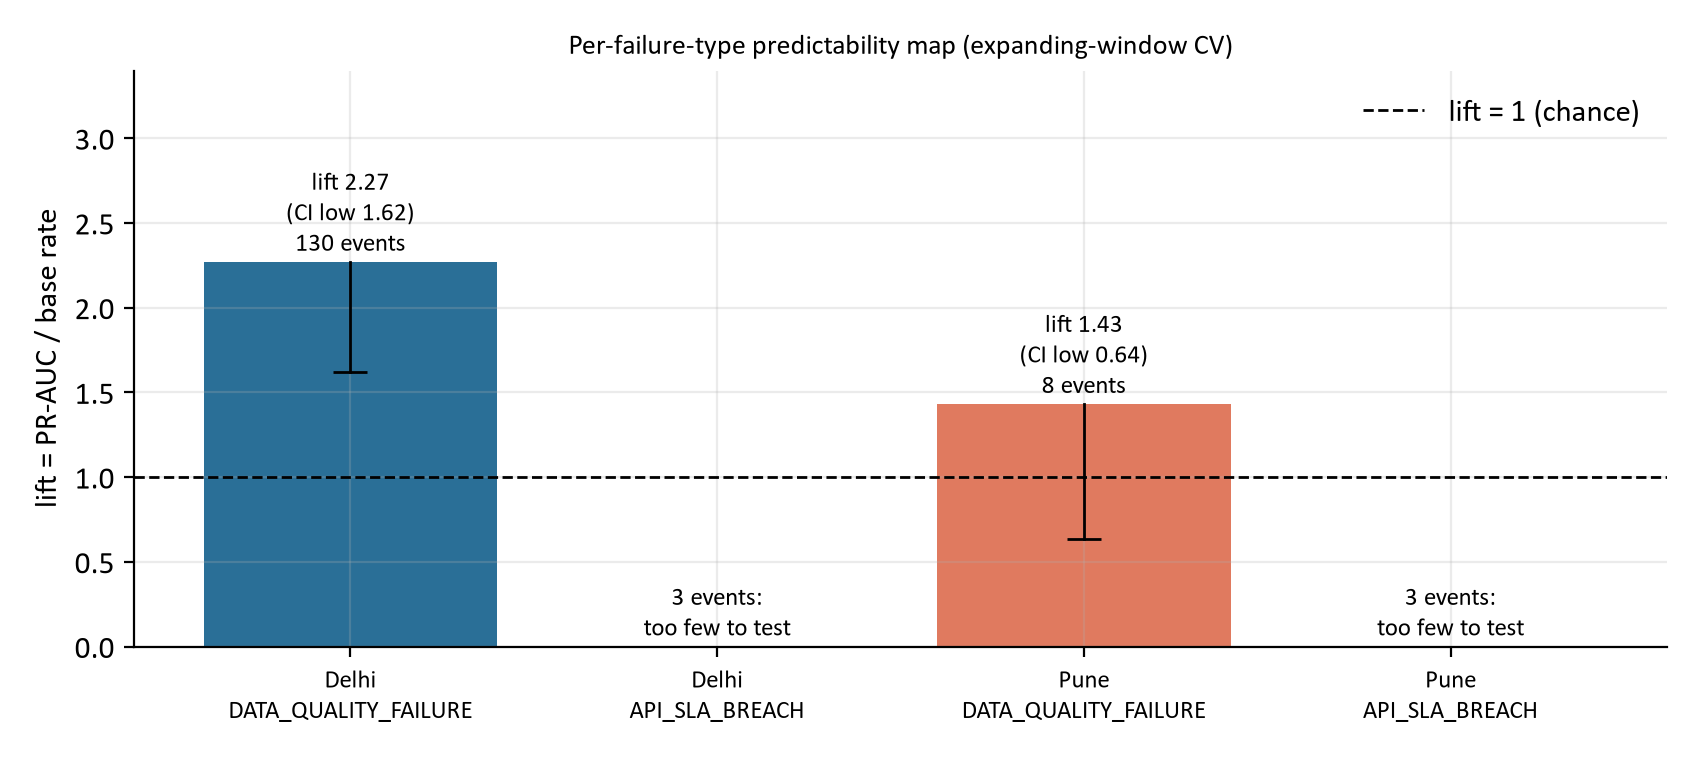 Per-failure-type predictability map (expanding-window CV)
lift = 1 (chance)
lift = PR-AUC / base rate
3.0
2.5
2.0
1.5
1.0
0.5
0.0
lift 2.27
(CI low 1.62)
130 events
3 events:
too few to test
lift 1.43
(CI low 0.64)
8 events
3 events:
too few to test
Delhi
DATA_QUALITY_FAILURE
Delhi
API_SLA_BREACH
Pune
DATA_QUALITY_FAILURE
Pune
API_SLA_BREACH